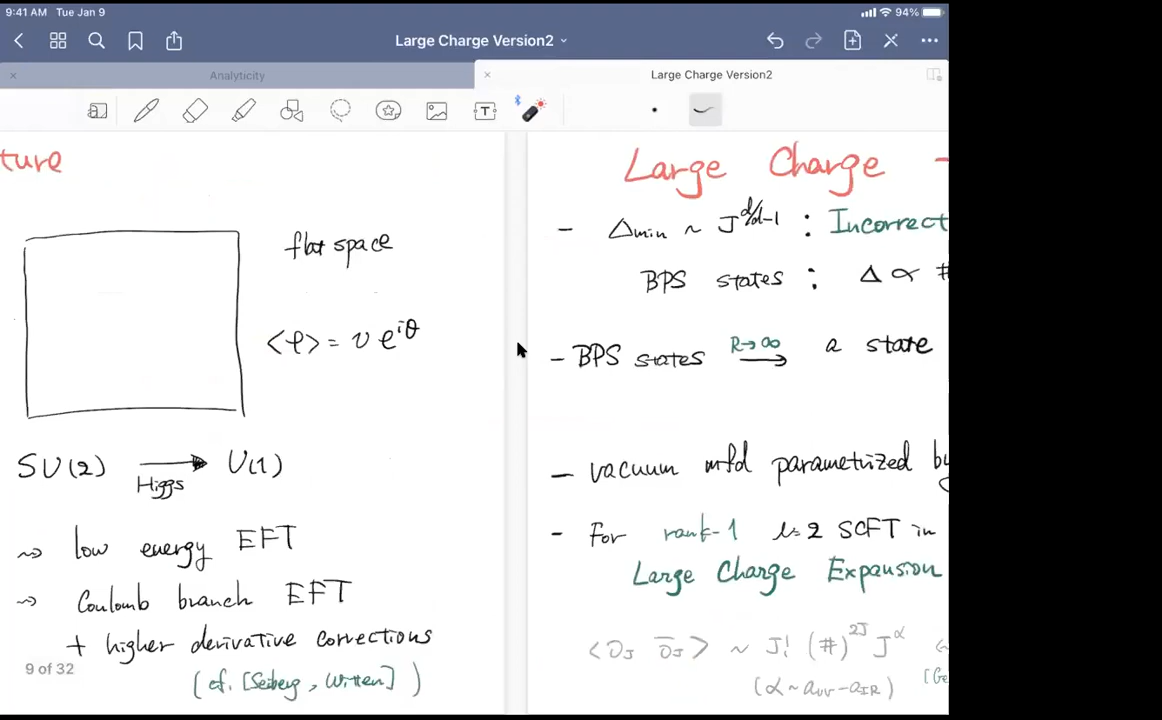 9:41 AM Tue Jan 9
94%
Large Charge Version2
Analyticity
Large Charge Version2
ture
flat space
<φ> = v e^{iθ}
SU(2) → U(1)
Higgs
~> low energy EFT
~> Coulomb branch EFT
+ higher derivative corrections
(cf. [Seiberg, Witten])
9 of 32
Large Charge -
- Δmin ~ J^{d/d-1} : Incorrect
BPS states : Δ ∝ #
- BPS states R→∞ a state
- vacuum mfd parametrized by
- For rank-1 N=2 SCFT in
Large Charge Expansion
<O_J Ō_J> ~ J! (#)^{2J} J^α
(α ~ a_UV - a_IR) [Ge